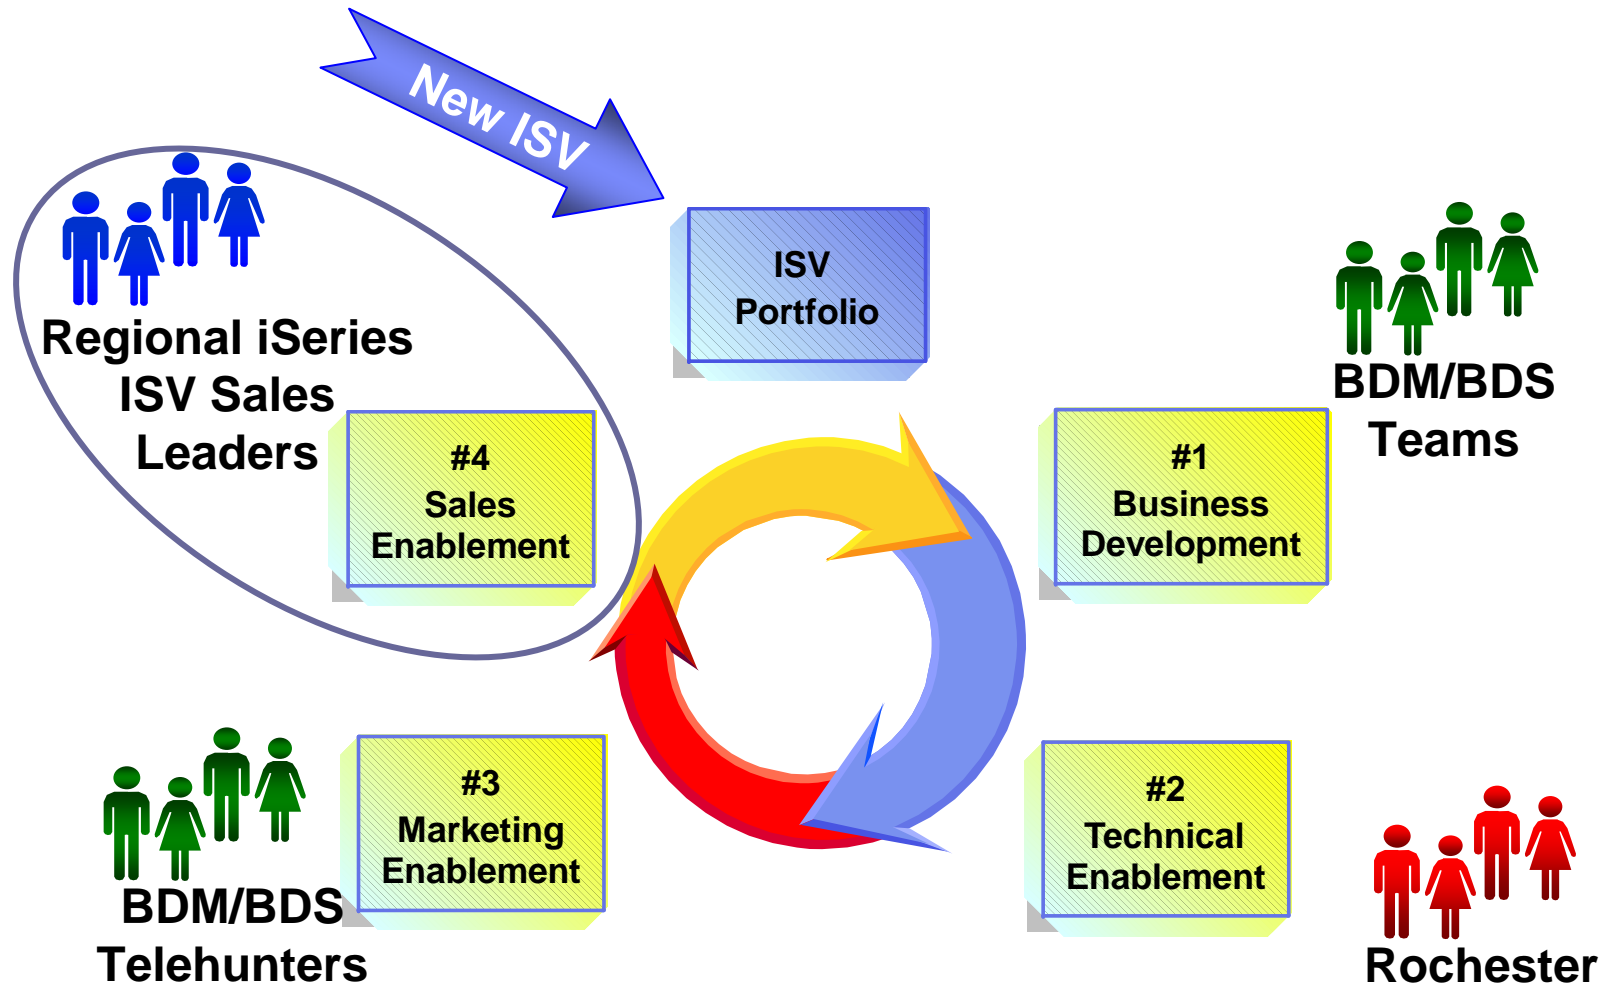 New ISV
ISV
Portfolio
Regional iSeries
ISV Sales
Leaders
#4
Sales
Enablement
#1
Business
Development
BDM/BDS
Teams
#3
Marketing
Enablement
BDM/BDS
Telehunters
#2
Technical
Enablement
Rochester